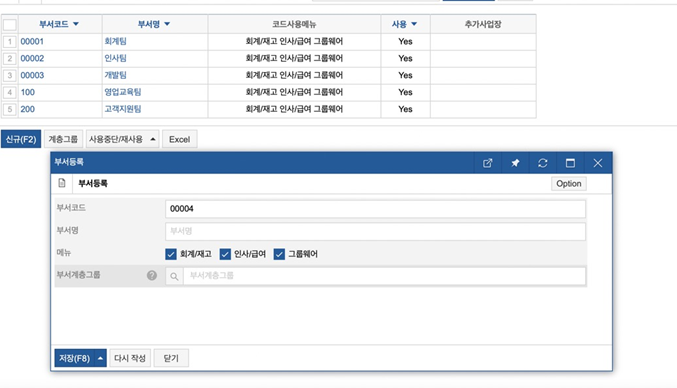 부서코드 ▼ 부서명 ▼ 코드사용메뉴 사용 ▼ 추가사업장
1 00001 회계팀 회계/재고 인사/급여 그룹웨어 Yes
2 00002 인사팀 회계/재고 인사/급여 그룹웨어 Yes
3 00003 개발팀 회계/재고 인사/급여 그룹웨어 Yes
4 100 영업교육팀 회계/재고 인사/급여 그룹웨어 Yes
5 200 고객지원팀 회계/재고 인사/급여 그룹웨어 Yes
신규(F2) 계층그룹 사용중단/재사용 ▲ Excel
부서등록
부서등록 Option
부서코드 00004
부서명 부서명
메뉴 회계/재고 인사/급여 그룹웨어
부서계층그룹 ? 부서계층그룹
저장(F8) ▲ 다시 작성 닫기